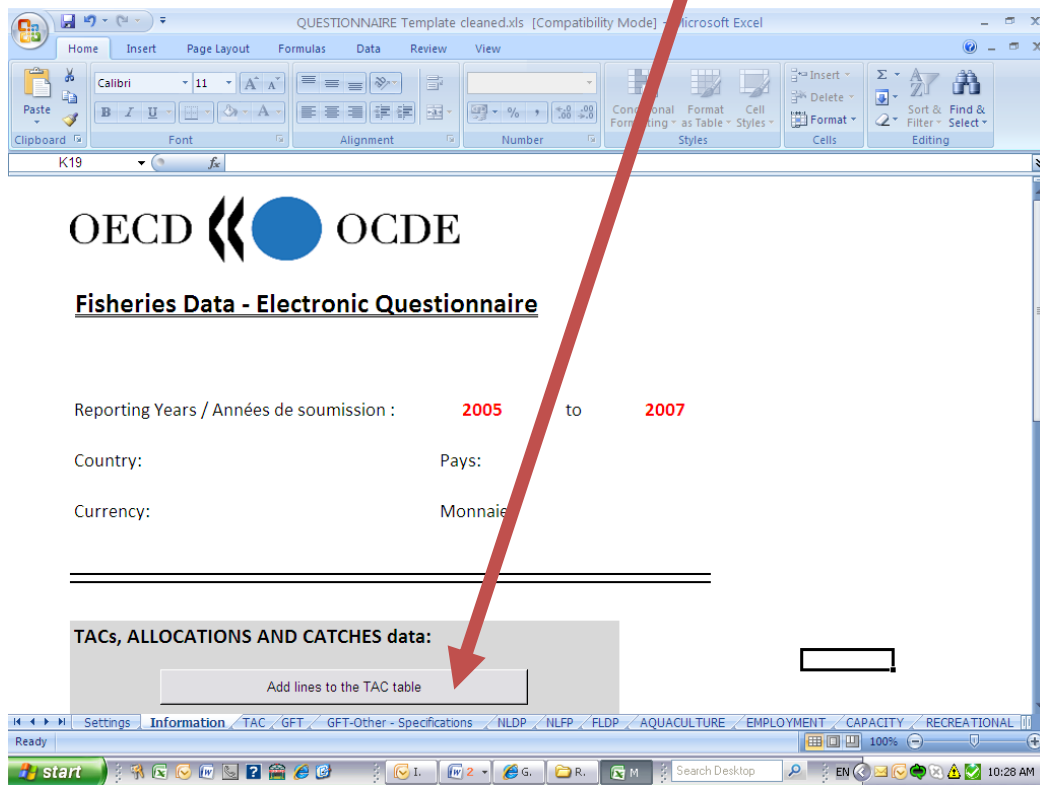 QUESTIONNAIRE Template cleaned.xls [Compatibility Mode] - Microsoft Excel
Home Insert Page Layout Formulas Data Review View
Paste
Calibri 11
B I U
Conditional Formatting
Format as Table
Cell Styles
Insert
Delete
Format
Sort & Filter
Find & Select
Clipboard Font Alignment Number Styles Cells Editing
K19 fx
OECD OCDE
Fisheries Data - Electronic Questionnaire
Reporting Years / Années de soumission : 2005 to 2007
Country: Pays:
Currency: Monnaie
TACs, ALLOCATIONS AND CATCHES data:
Add lines to the TAC table
Settings Information TAC GFT GFT-Other - Specifications NLDP NLFP FLDP AQUACULTURE EMPLOYMENT CAPACITY RECREATIONAL
Ready 100%
start I. 2 G. R. M Search Desktop EN 10:28 AM